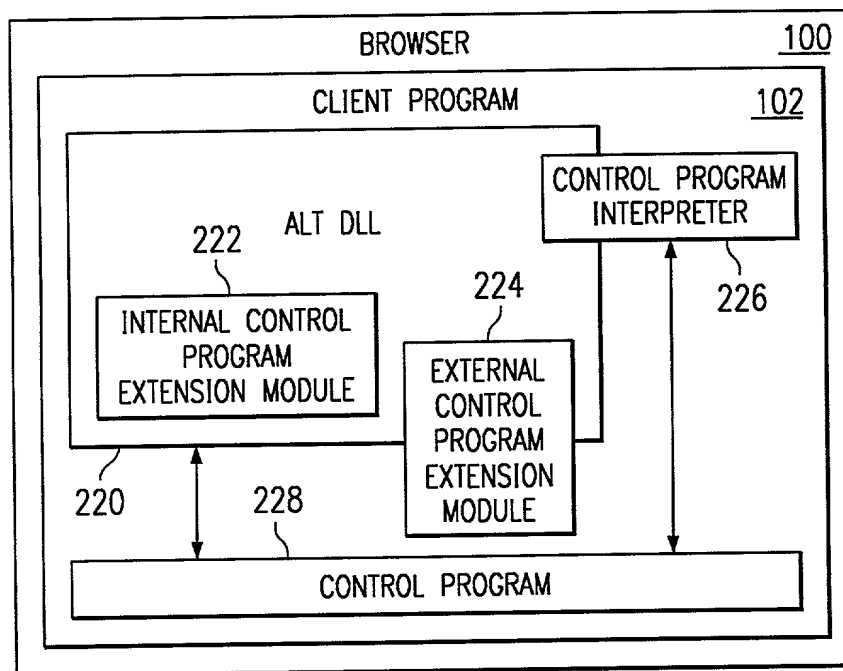 BROWSER
100
CLIENT PROGRAM
102
CONTROL PROGRAM
INTERPRETER
226
ALT DLL
222
INTERNAL CONTROL
PROGRAM
EXTENSION MODULE
224
EXTERNAL
CONTROL
PROGRAM
EXTENSION
MODULE
220
228
CONTROL PROGRAM